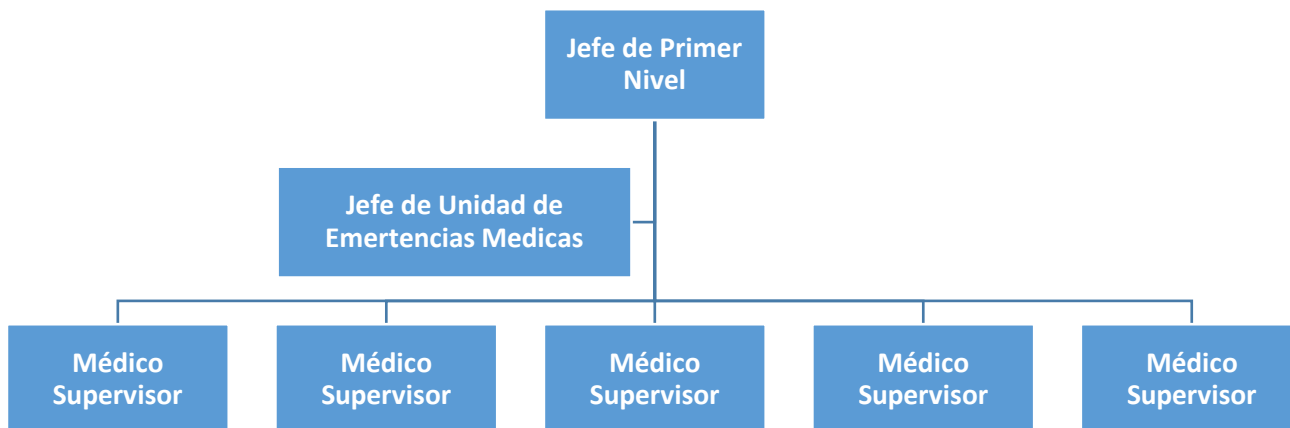 Jefe de Primer
Nivel
Jefe de Unidad de
Emertencias Medicas
Médico
Supervisor
Médico
Supervisor
Médico
Supervisor
Médico
Supervisor
Médico
Supervisor